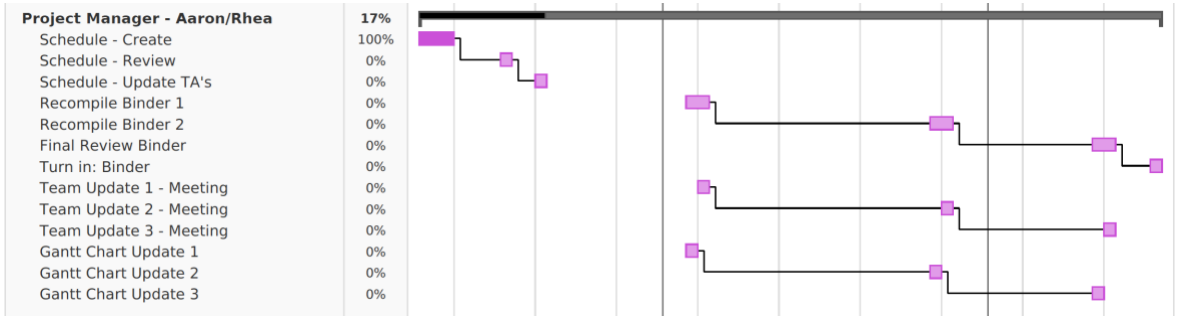 Project Manager - Aaron/Rhea 17%
Schedule - Create 100%
Schedule - Review 0%
Schedule - Update TA's 0%
Recompile Binder 1 0%
Recompile Binder 2 0%
Final Review Binder 0%
Turn in: Binder 0%
Team Update 1 - Meeting 0%
Team Update 2 - Meeting 0%
Team Update 3 - Meeting 0%
Gantt Chart Update 1 0%
Gantt Chart Update 2 0%
Gantt Chart Update 3 0%